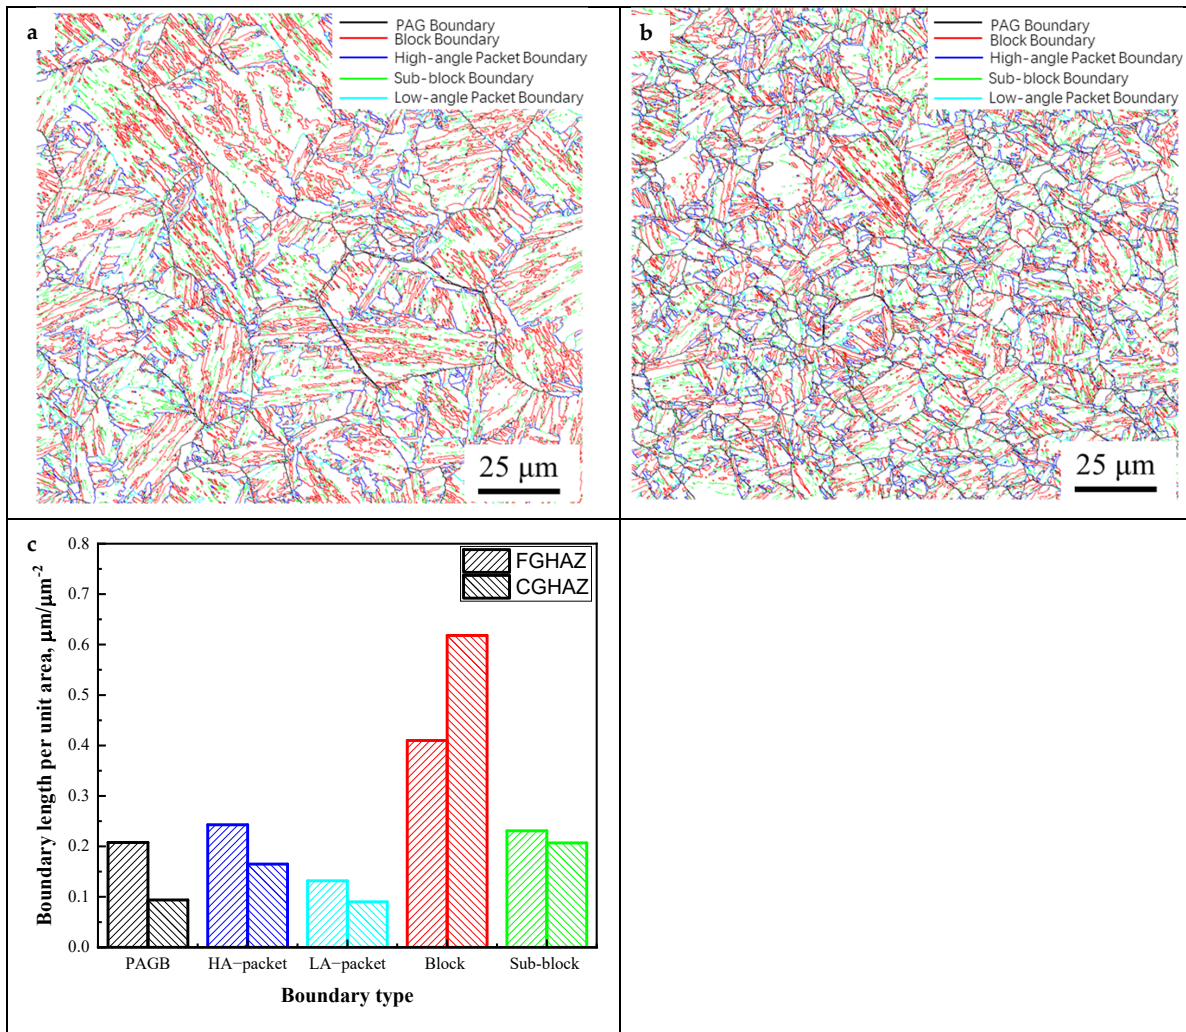 a
PAG Boundary
Block Boundary
High-angle Packet Boundary
Sub-block Boundary
Low-angle Packet Boundary
25 μm
b
PAG Boundary
Block Boundary
High-angle Packet Boundary
Sub-block Boundary
Low-angle Packet Boundary
25 μm
c
Boundary length per unit area, μm/μm⁻²
0.8
0.7
0.6
0.5
0.4
0.3
0.2
0.1
0.0
FGHAZ
CGHAZ
PAGB HA−packet LA−packet Block Sub-block
Boundary type